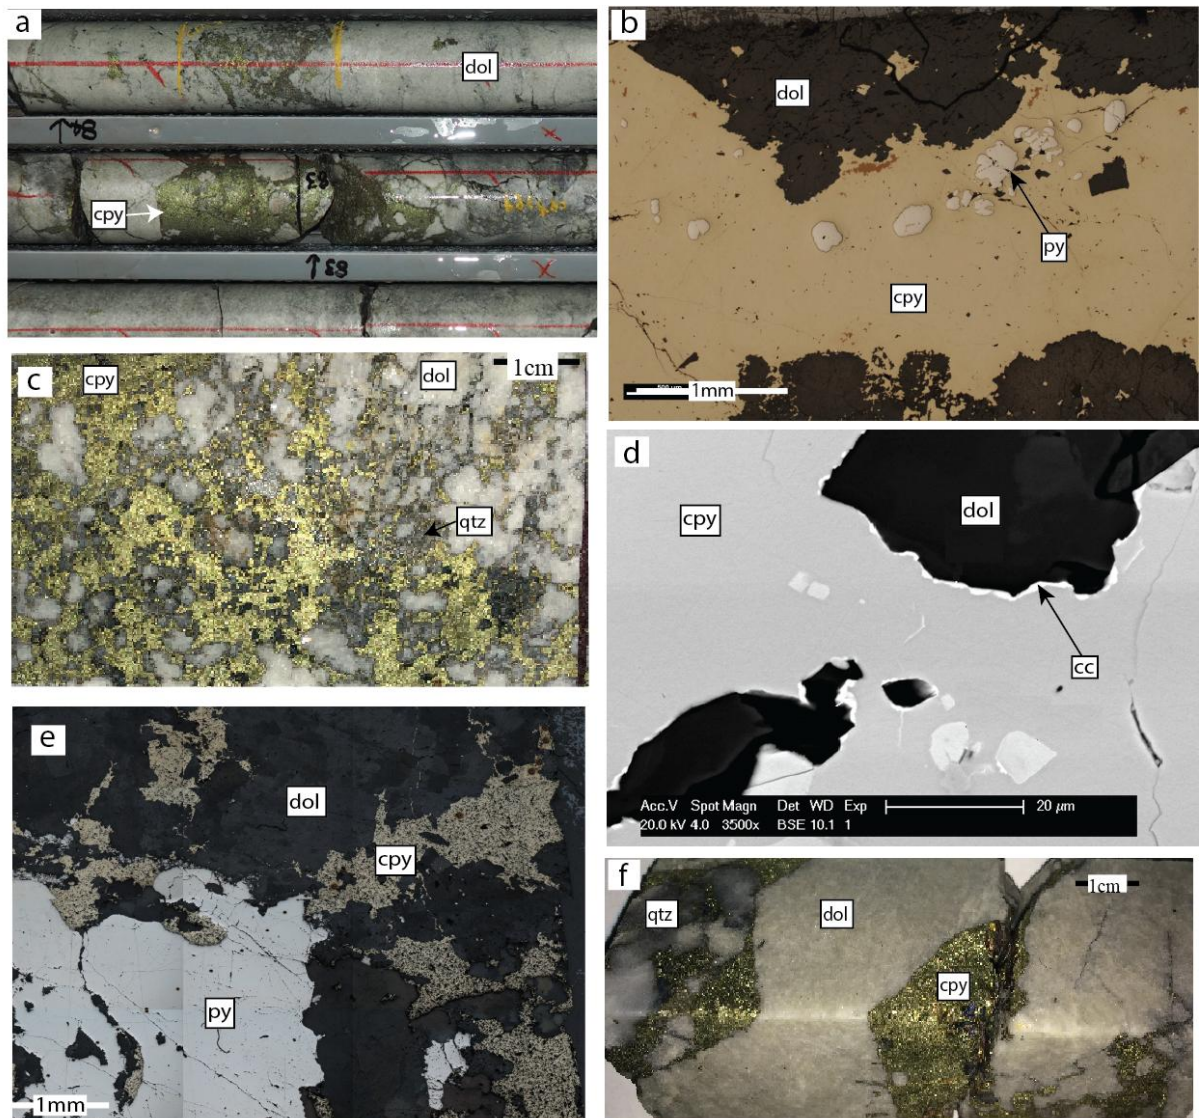 a
dol
84
cpy
83
83
b
dol
py
cpy
1mm
c
cpy
dol
1cm
qtz
d
cpy
dol
cc
Acc.V Spot Magn Det WD Exp
20.0 kV 4.0 3500x BSE 10.1 1
20 µm
e
dol
cpy
py
1mm
f
qtz
dol
1cm
cpy